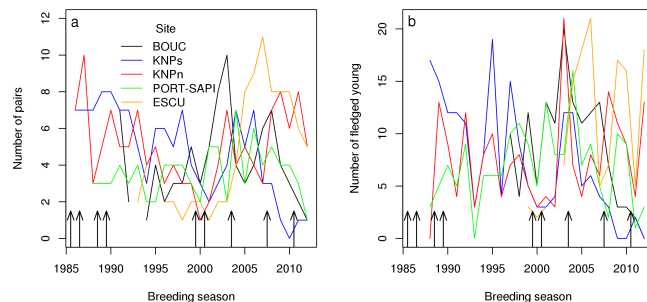 a
Site
BOUC
KNPs
KNPn
PORT-SAPI
ESCU
Number of pairs
12
10
8
6
4
2
0
1985 1990 1995 2000 2005 2010
Breeding season
b
Number of fledged young
20
15
10
5
0
1985 1990 1995 2000 2005 2010
Breeding season